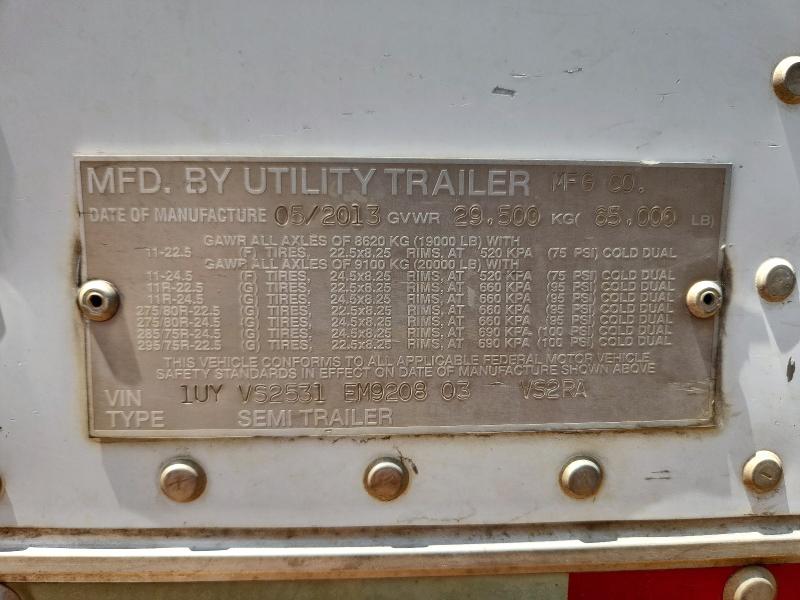 MFD. BY UTILITY TRAILER MFG CO.
DATE OF MANUFACTURE 05/2013 GVWR 29,500 KG( 65,000 LB)
GAWR ALL AXLES OF 8620 KG (19000 LB) WITH
11-22.5 (F) TIRES, 22.5x8.25 RIMS, AT 520 KPA (75 PSI) COLD DUAL
GAWR ALL AXLES OF 9100 KG (20000 LB) WITH
11-24.5 (F) TIRES, 24.5x8.25 RIMS, AT 520 KPA (75 PSI) COLD DUAL
11R-22.5 (G) TIRES, 22.5x8.25 RIMS, AT 660 KPA (95 PSI) COLD DUAL
11R-24.5 (G) TIRES, 24.5x8.25 RIMS, AT 660 KPA (95 PSI) COLD DUAL
275/80R-22.5 (G) TIRES, 22.5x8.25 RIMS, AT 660 KPA (95 PSI) COLD DUAL
275/80R-24.5 (G) TIRES, 24.5x8.25 RIMS, AT 660 KPA (95 PSI) COLD DUAL
285/75R-24.5 (G) TIRES, 24.5x8.25 RIMS, AT 690 KPA (100 PSI) COLD DUAL
295/75R-22.5 (G) TIRES, 22.5x8.25 RIMS, AT 690 KPA (100 PSI) COLD DUAL
THIS VEHICLE CONFORMS TO ALL APPLICABLE FEDERAL MOTOR VEHICLE
SAFETY STANDARDS IN EFFECT ON DATE OF MANUFACTURE SHOWN ABOVE
VIN 1UY VS2531 EM9208 03 VS2RA
TYPE SEMI TRAILER